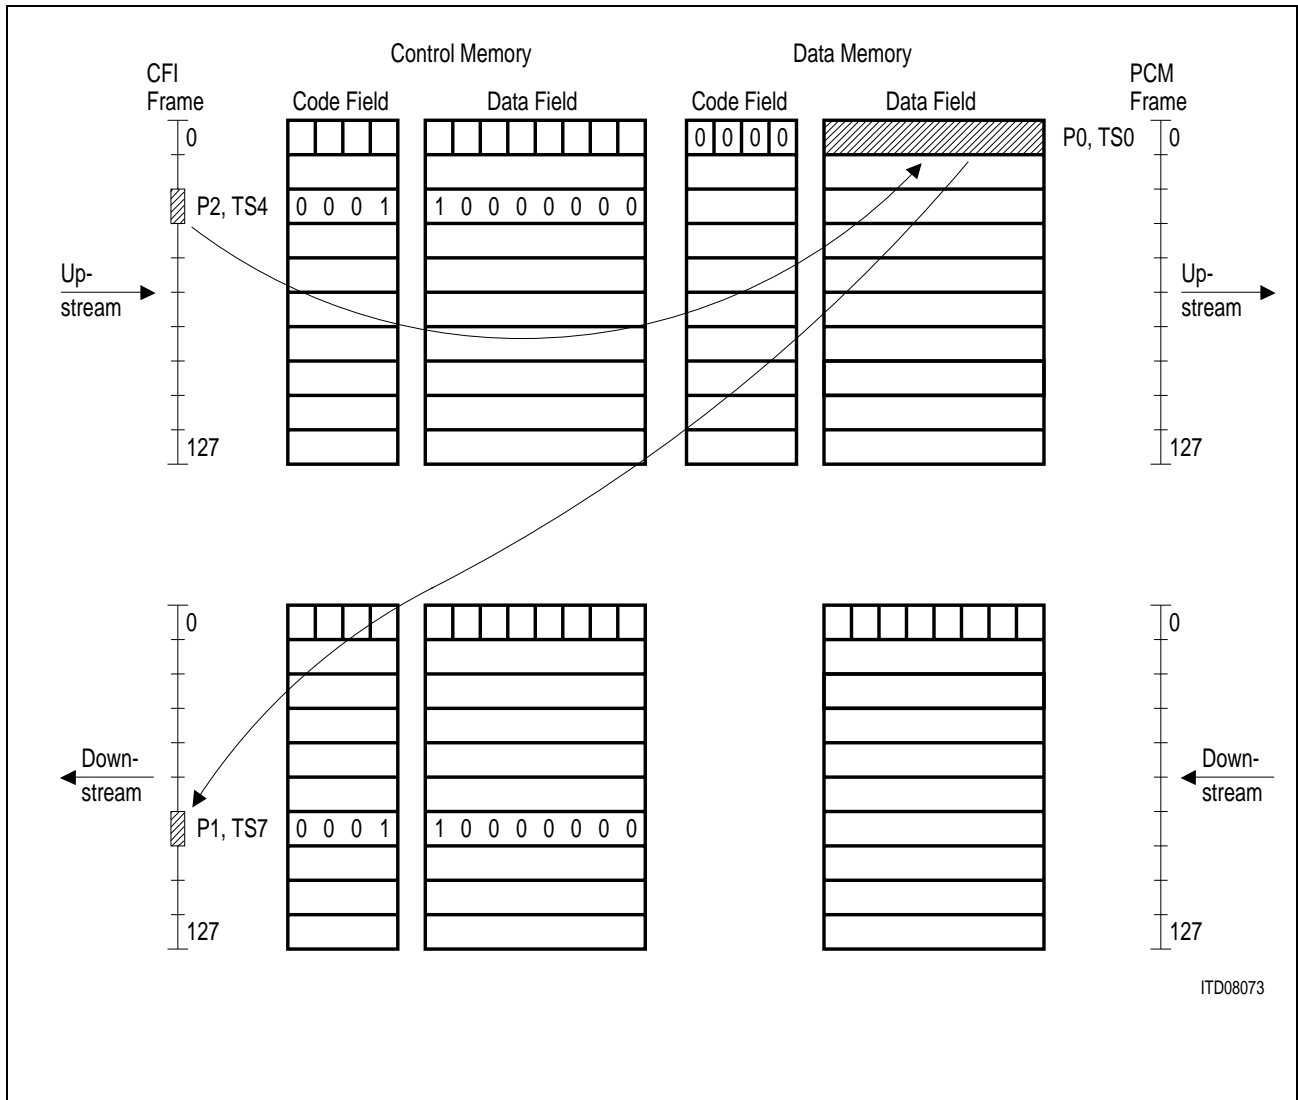 Control Memory Data Memory
CFI PCM
Frame Code Field Data Field Code Field Data Field Frame
0 0 0 0 0 P0, TS0 0
P2, TS4 0 0 0 1 1 0 0 0 0 0 0 0
Up- Up-
stream stream
127 127
0 0
Down- Down-
stream stream
P1, TS7 0 0 0 1 1 0 0 0 0 0 0 0
127 127
ITD08073